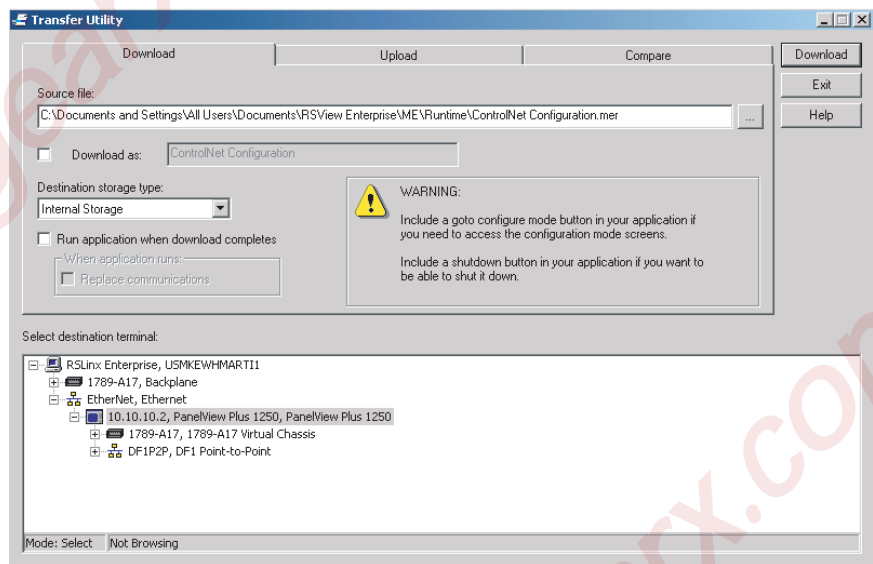 Transfer Utility
Download
Upload
Compare
Download
Exit
Help
Source file:
C:\Documents and Settings\All Users\Documents\RSView Enterprise\ME\Runtime\ControlNet Configuration.mer
...
Download as:
ControlNet Configuration
Destination storage type:
Internal Storage
Run application when download completes
When application runs:
Replace communications
WARNING:
Include a goto configure mode button in your application if
you need to access the configuration mode screens.
Include a shutdown button in your application if you want to
be able to shut it down.
Select destination terminal:
RSLinx Enterprise, USMKEWHMARTI1
1789-A17, Backplane
EtherNet, Ethernet
10.10.10.2, PanelView Plus 1250, PanelView Plus 1250
1789-A17, 1789-A17 Virtual Chassis
DF1P2P, DF1 Point-to-Point
Mode: Select
Not Browsing